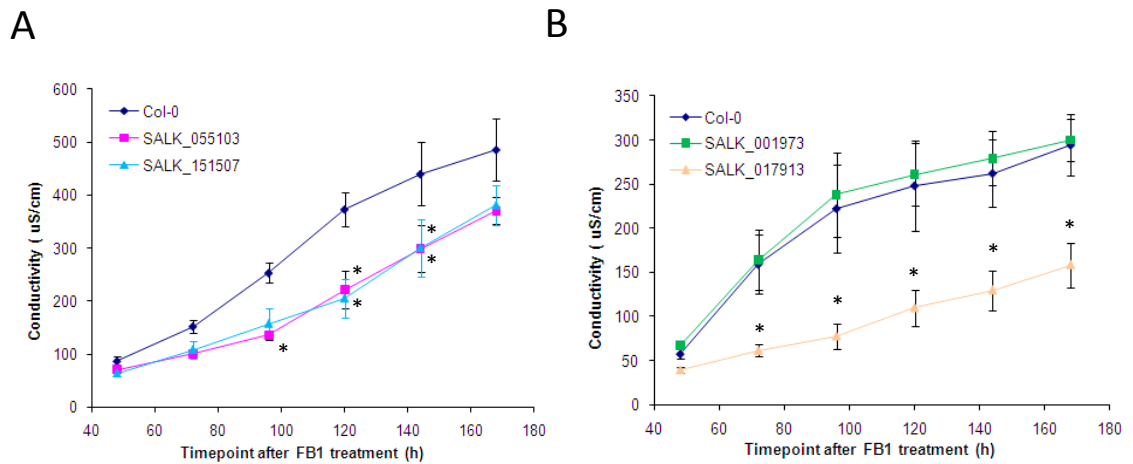 A
B
Conductivity ( uS/cm)
600
500
400
300
200
100
0
Col-0
SALK_055103
SALK_151507
*
*
*
*
*
40 60 80 100 120 140 160 180
Timepoint after FB1 treatment (h)
Conductivity ( uS/cm)
350
300
250
200
150
100
50
0
Col-0
SALK_001973
SALK_017913
*
*
*
*
*
40 60 80 100 120 140 160 180
Timepoint after FB1 treatment (h)